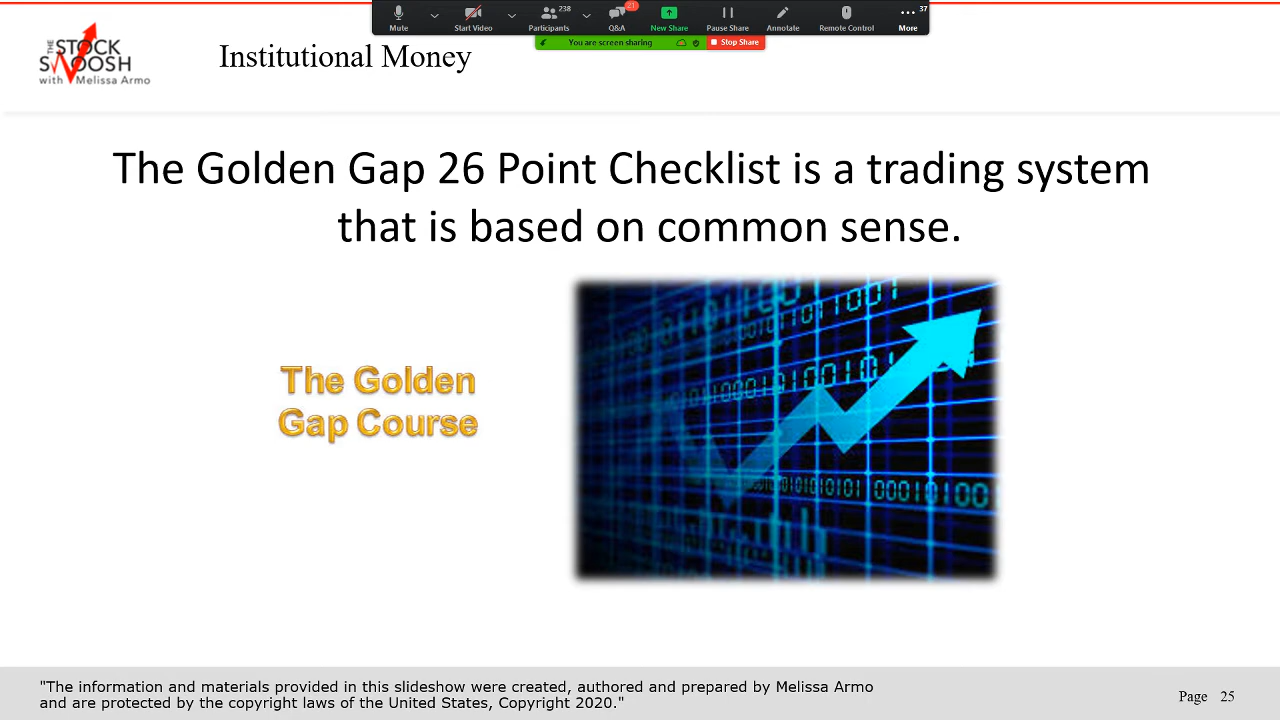 Mute
Start Video
238
Participants
23
Q&A
New Share
Pause Share
Annotate
Remote Control
37
More
You are screen sharing
Stop Share
THE STOCK
SWOOSH
with Melissa Armo
Institutional Money
The Golden Gap 26 Point Checklist is a trading system
that is based on common sense.
The Golden
Gap Course
"The information and materials provided in this slideshow were created, authored and prepared by Melissa Armo
and are protected by the copyright laws of the United States, Copyright 2020."
Page 25